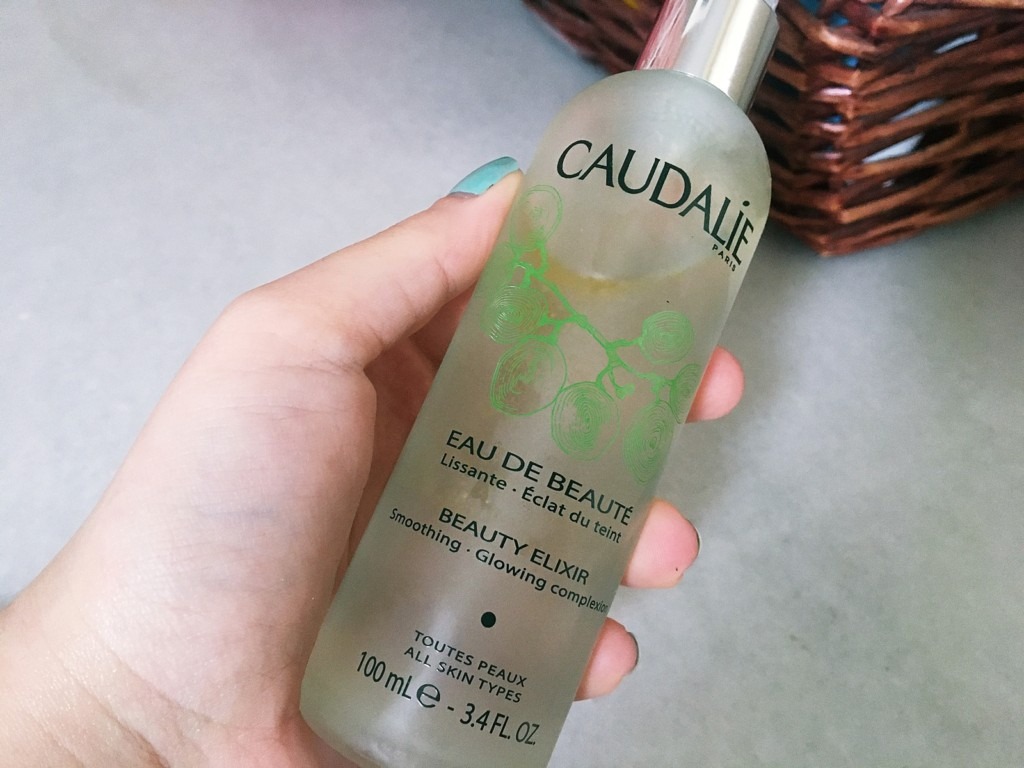 CAUDALÍE
PARIS
EAU DE BEAUTÉ
Lissante · Éclat du teint
BEAUTY ELIXIR
Smoothing · Glowing complexion
TOUTES PEAUX
ALL SKIN TYPES
100 mL ℮ - 3.4 FL. OZ.